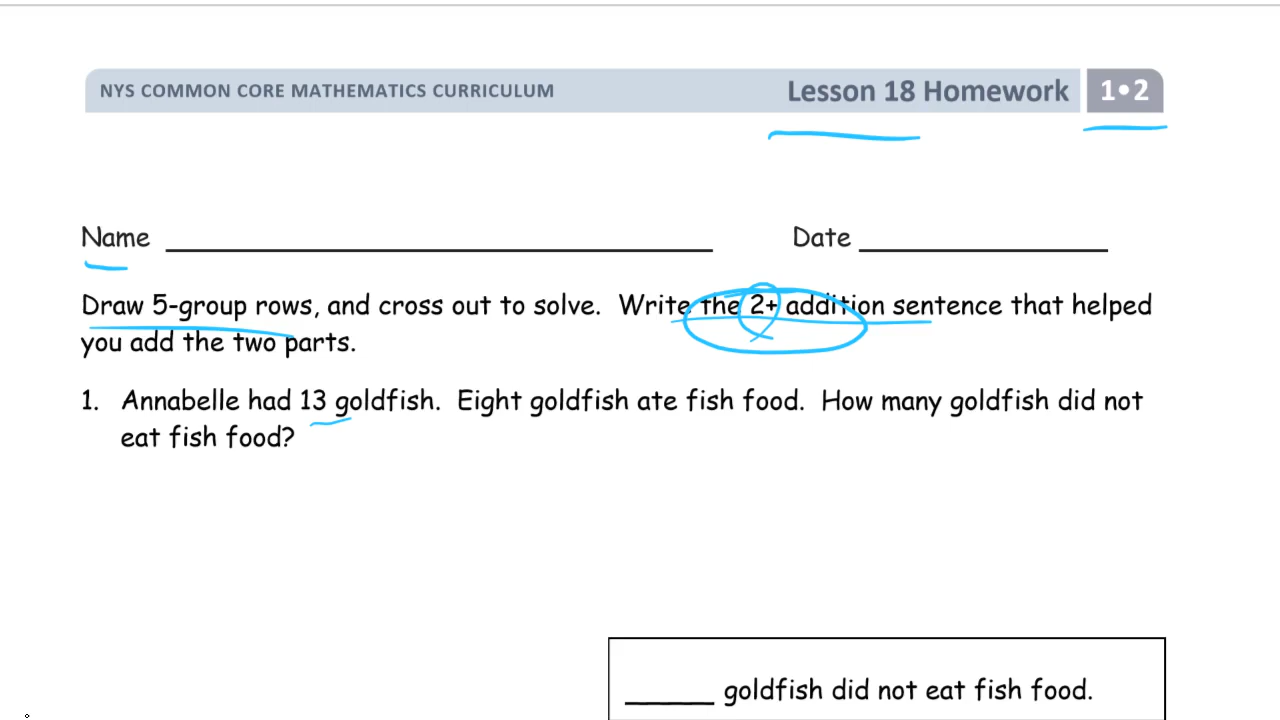 NYS COMMON CORE MATHEMATICS CURRICULUM Lesson 18 Homework 1•2
Name Date
Draw 5-group rows, and cross out to solve. Write the 2+ addition sentence that helped
you add the two parts.
1. Annabelle had 13 goldfish. Eight goldfish ate fish food. How many goldfish did not
eat fish food?
______ goldfish did not eat fish food.